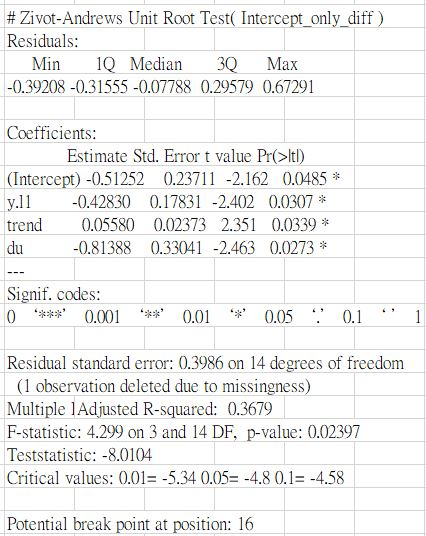 # Zivot-Andrews Unit Root Test( Intercept_only_diff )
Residuals:
Min 1Q Median 3Q Max
-0.39208 -0.31555 -0.07788 0.29579 0.67291
Coefficients:
Estimate Std. Error t value Pr(>|t|)
(Intercept) -0.51252 0.23711 -2.162 0.0485 *
y.l1 -0.42830 0.17831 -2.402 0.0307 *
trend 0.05580 0.02373 2.351 0.0339 *
du -0.81388 0.33041 -2.463 0.0273 *
---
Signif. codes:
0 ‘***’ 0.001 ‘**’ 0.01 ‘*’ 0.05 ‘.’ 0.1 ‘ ’ 1
Residual standard error: 0.3986 on 14 degrees of freedom
(1 observation deleted due to missingness)
Multiple lAdjusted R-squared: 0.3679
F-statistic: 4.299 on 3 and 14 DF, p-value: 0.02397
Teststatistic: -8.0104
Critical values: 0.01= -5.34 0.05= -4.8 0.1= -4.58
Potential break point at position: 16